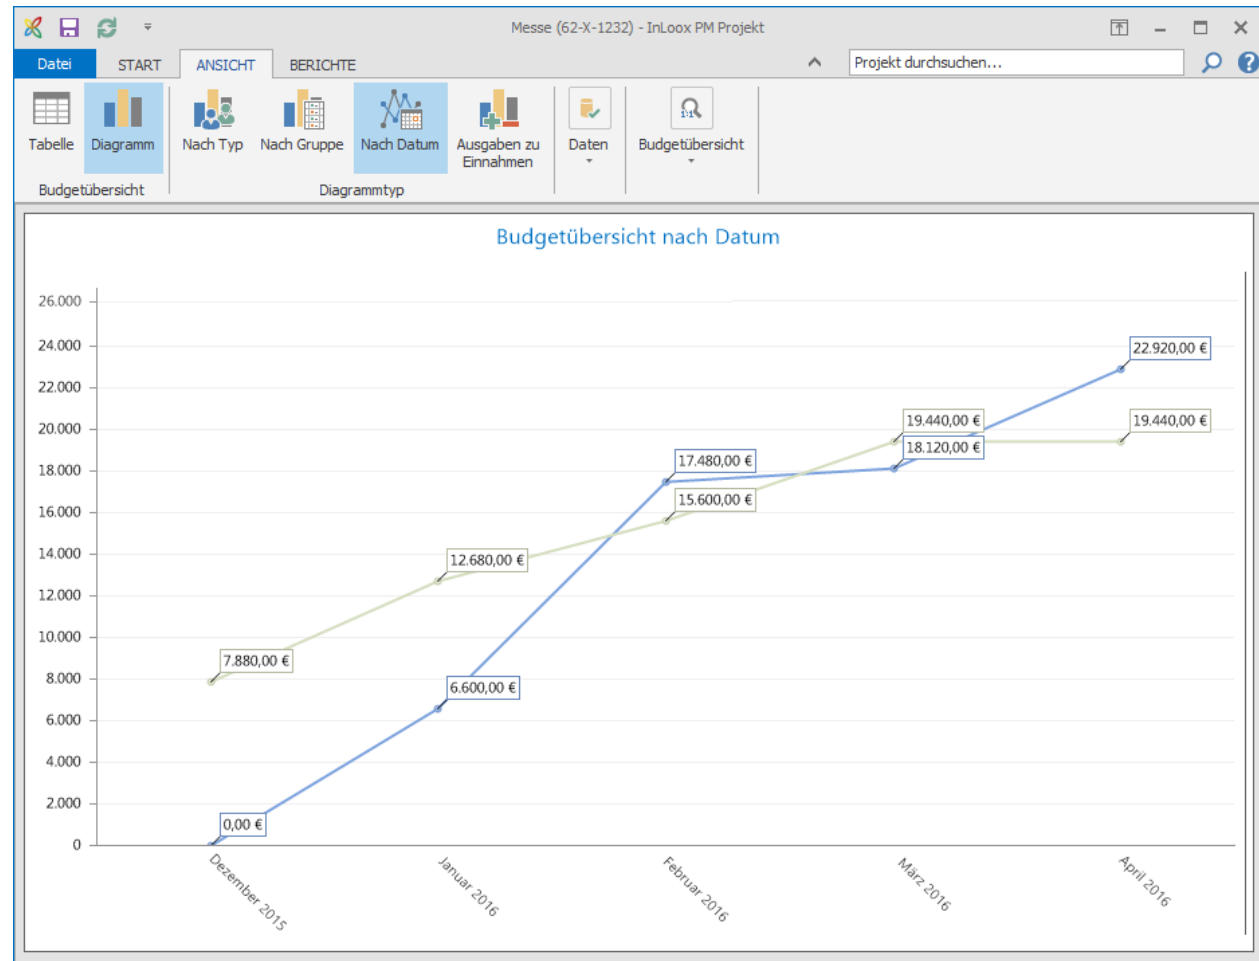 Messe (62-X-1232) - InLoox PM Projekt
Datei START ANSICHT BERICHTE Projekt durchsuchen... ?
Tabelle Diagramm Nach Typ Nach Gruppe Nach Datum Ausgaben zu Einnahmen Daten 1:1 Budgetübersicht
Budgetübersicht Diagrammtyp
Budgetübersicht nach Datum
26.000
24.000
22.000
20.000
18.000
16.000
14.000
12.000
10.000
8.000
6.000
4.000
2.000
0
22.920,00 €
19.440,00 €
19.440,00 €
18.120,00 €
17.480,00 €
15.600,00 €
12.680,00 €
7.880,00 €
6.600,00 €
0,00 €
Dezember 2015
Januar 2016
Februar 2016
März 2016
April 2016